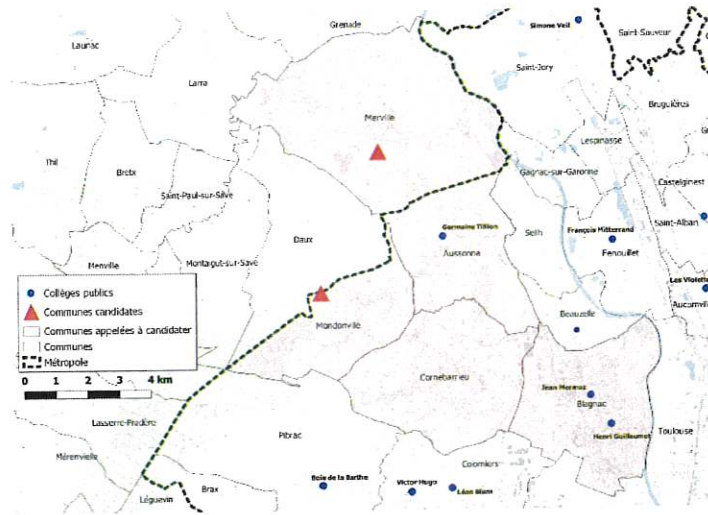 Grenade
Simone Veil
Saint-Sauveur
Launac
Saint-Jory
Larra
Bruguières
Merville
Lespinasse
Thil
Bretx
Gagnac-sur-Garonne
Castelginest
Saint-Paul-sur-Save
Saint-Alban
Germaine Tillion
Seilh
François Mitterrand
Daux
Aussonne
Fenouillet
Menville
Montaigut-sur-Save
Les Violettes
Collèges publics
Aucamville
Communes candidates
Beauzelle
Communes appelées à candidater
Mondonville
Communes
Métropole
Cornebarrieu
Jean Mermoz
0 1 2 3 4 km
Blagnac
Lasserre-Pradère
Henri Guillaumet
Toulouse
Pibrac
Mérenvielle
Colomiers
Bois de la Barthe
Victor Hugo
Léon Blum
Brax
Léguevin